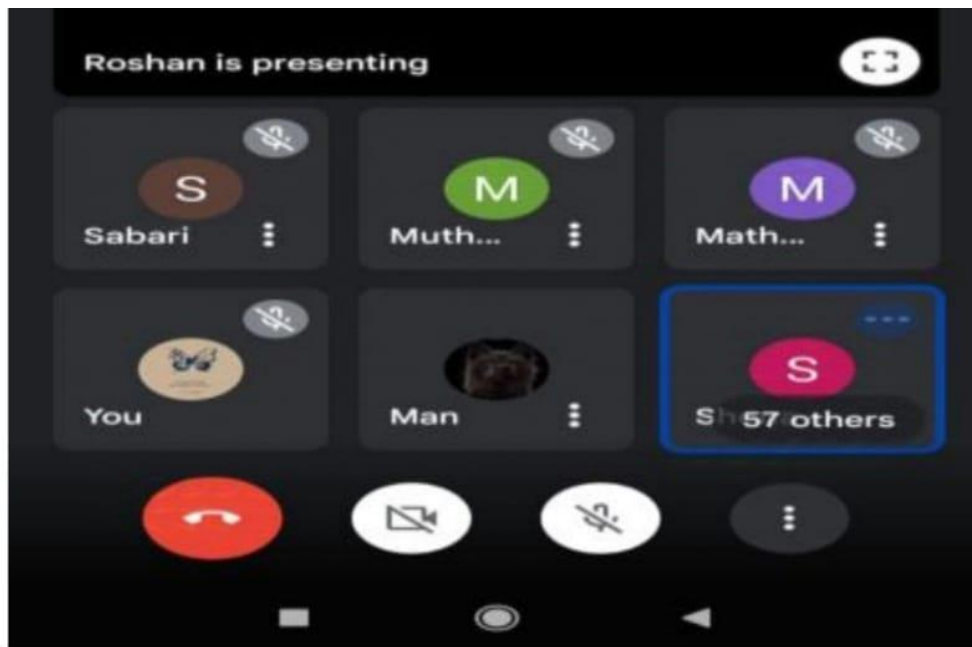 Roshan is presenting
S M M
Sabari Muth... Math...
S
You Man 57 others